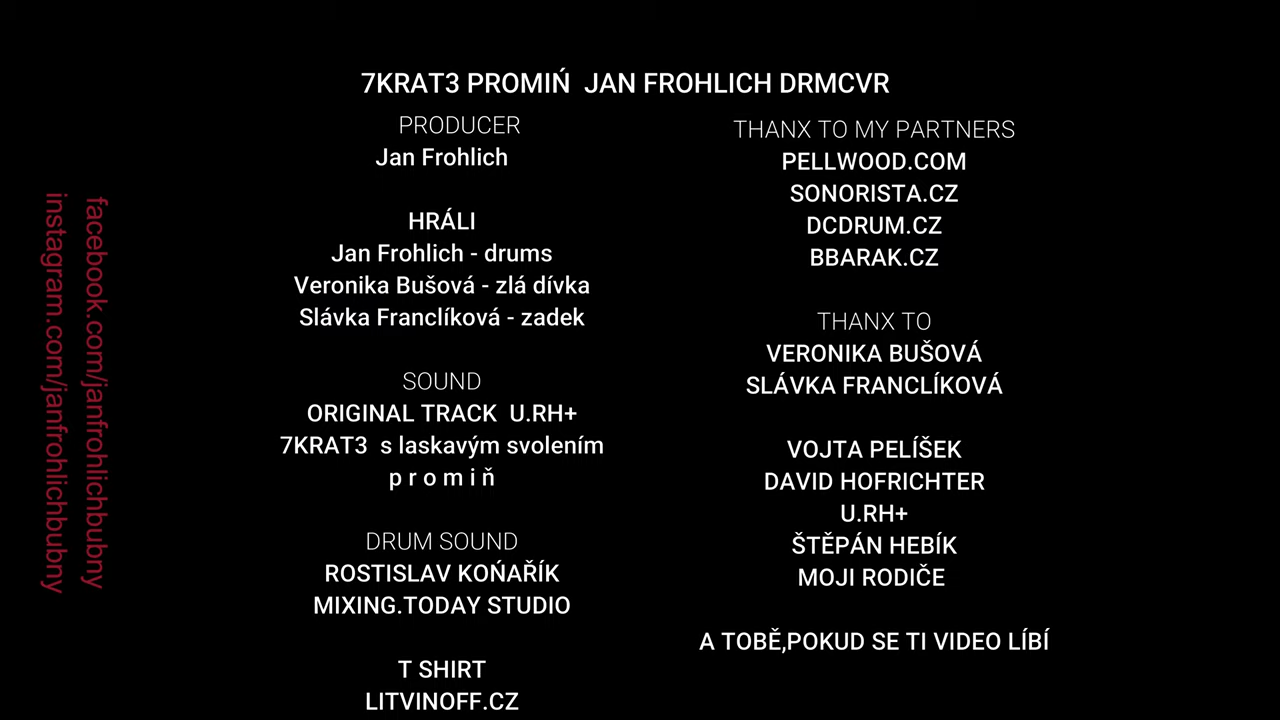 7KRAT3 PROMIŃ  JAN FROHLICH DRMCVR
PRODUCER
Jan Frohlich
HRÁLI
Jan Frohlich - drums
Veronika Bušová - zlá dívka
Slávka Franclíková - zadek
SOUND
ORIGINAL TRACK  U.RH+
7KRAT3  s laskavým svolením
p r o m i ň
DRUM SOUND
ROSTISLAV KOŃAŘÍK
MIXING.TODAY STUDIO
T SHIRT
LITVINOFF.CZ
THANX TO MY PARTNERS
PELLWOOD.COM
SONORISTA.CZ
DCDRUM.CZ
BBARAK.CZ
THANX TO
VERONIKA BUŠOVÁ
SLÁVKA FRANCLÍKOVÁ
VOJTA PELÍŠEK
DAVID HOFRICHTER
U.RH+
ŠTĚPÁN HEBÍK
MOJI RODIČE
A TOBĚ,POKUD SE TI VIDEO LÍBÍ
facebook.com/janfrohlichbubny
instagram.com/janfrohlichbubny